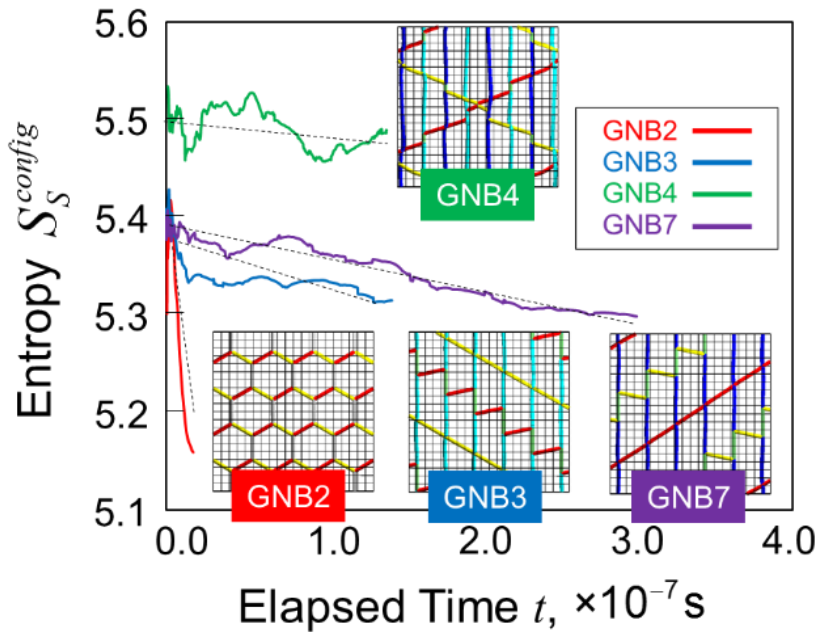 5.6
5.5
5.4
5.3
5.2
5.1
Entropy S_S^config
GNB4
GNB2
GNB3
GNB4
GNB7
GNB2
GNB3
GNB7
0.0 1.0 2.0 3.0 4.0
Elapsed Time t, ×10⁻⁷ s